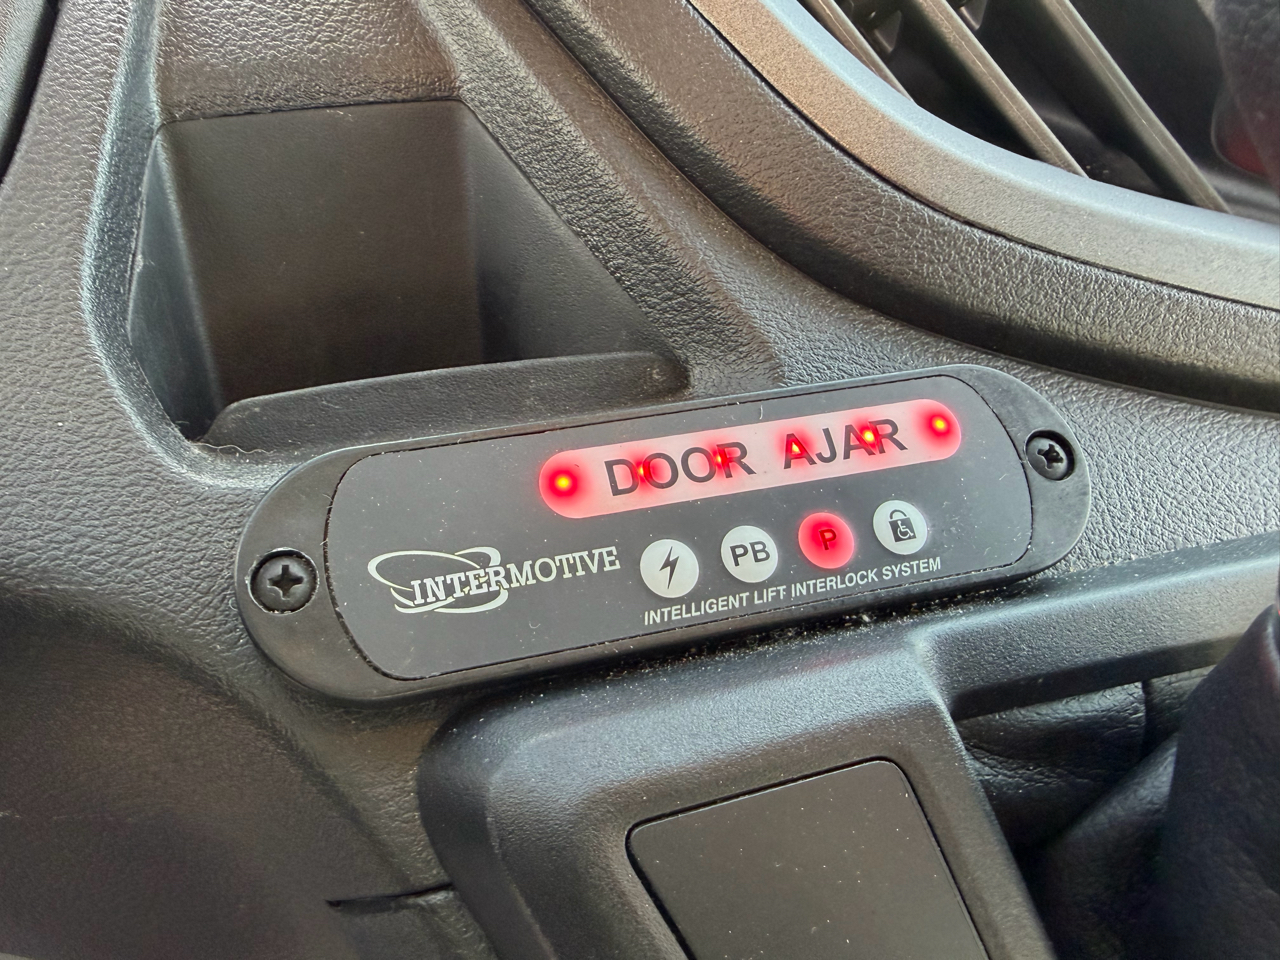 DOOR AJAR
INTERMOTIVE
PB P
INTELLIGENT LIFT INTERLOCK SYSTEM